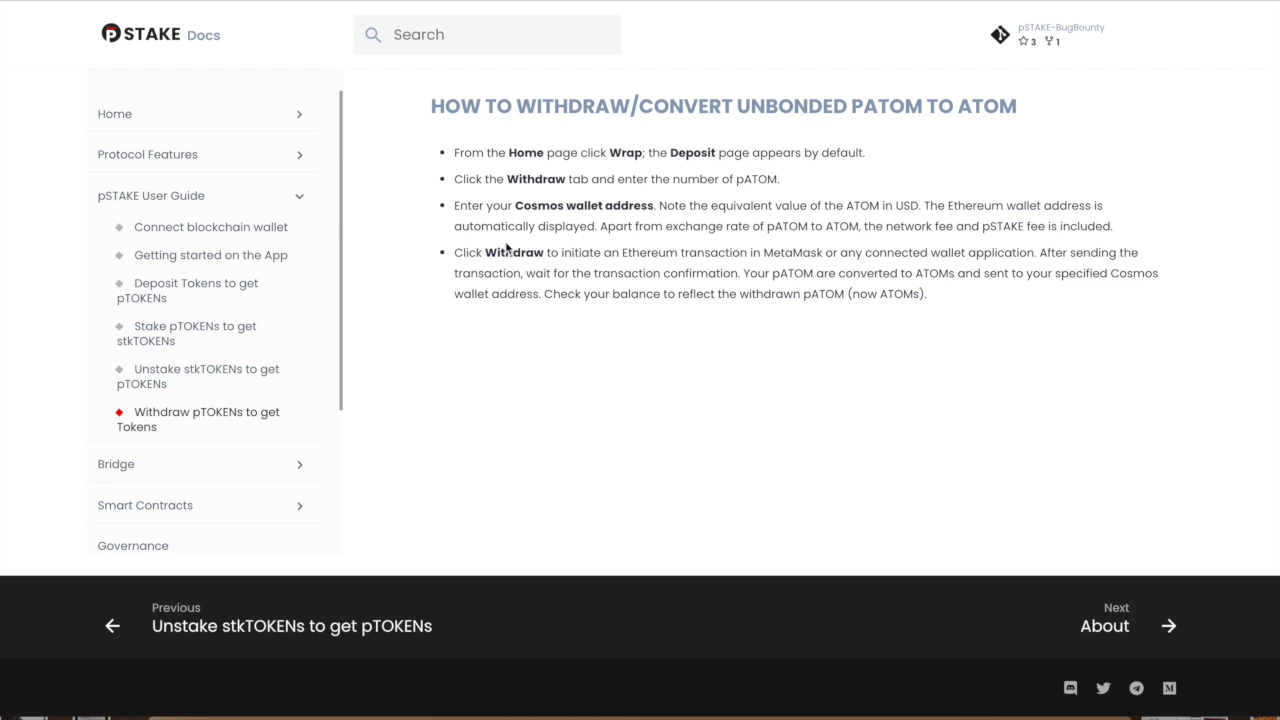 pSTAKE Docs
Search
pSTAKE-BugBounty
3 1
Home
Protocol Features
pSTAKE User Guide
Connect blockchain wallet
Getting started on the App
Deposit Tokens to get
pTOKENs
Stake pTOKENs to get
stkTOKENs
Unstake stkTOKENs to get
pTOKENs
Withdraw pTOKENs to get
Tokens
Bridge
Smart Contracts
Governance
HOW TO WITHDRAW/CONVERT UNBONDED PATOM TO ATOM
• From the Home page click Wrap; the Deposit page appears by default.
• Click the Withdraw tab and enter the number of pATOM.
• Enter your Cosmos wallet address. Note the equivalent value of the ATOM in USD. The Ethereum wallet address is
automatically displayed. Apart from exchange rate of pATOM to ATOM, the network fee and pSTAKE fee is included.
• Click Withdraw to initiate an Ethereum transaction in MetaMask or any connected wallet application. After sending the
transaction, wait for the transaction confirmation. Your pATOM are converted to ATOMs and sent to your specified Cosmos
wallet address. Check your balance to reflect the withdrawn pATOM (now ATOMs).
Previous
Unstake stkTOKENs to get pTOKENs
Next
About